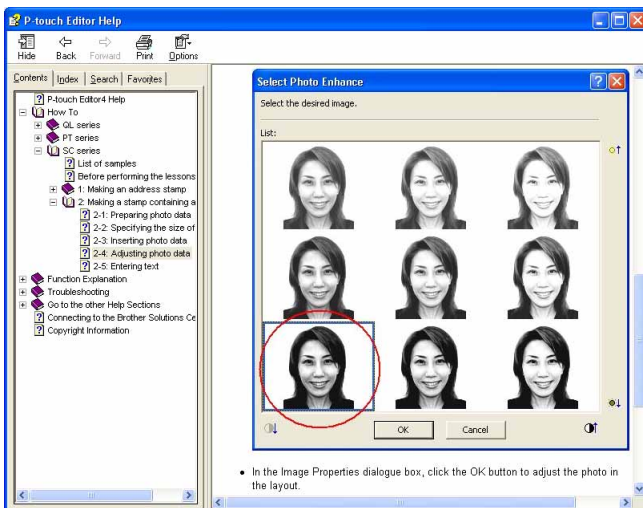 P-touch Editor Help
Hide Back Forward Print Options
Contents Index Search Favorites
P-touch Editor4 Help
How To
QL series
PT series
SC series
List of samples
Before performing the lessons
1: Making an address stamp
2: Making a stamp containing a
2-1: Preparing photo data
2-2: Specifying the size of
2-3: Inserting photo data
2-4: Adjusting photo data
2-5: Entering text
Function Explanation
Troubleshooting
Go to the other Help Sections
Connecting to the Brother Solutions Ce
Copyright Information
Select Photo Enhance
Select the desired image.
List:
OK Cancel
• In the Image Properties dialogue box, click the OK button to adjust the photo in
the layout.